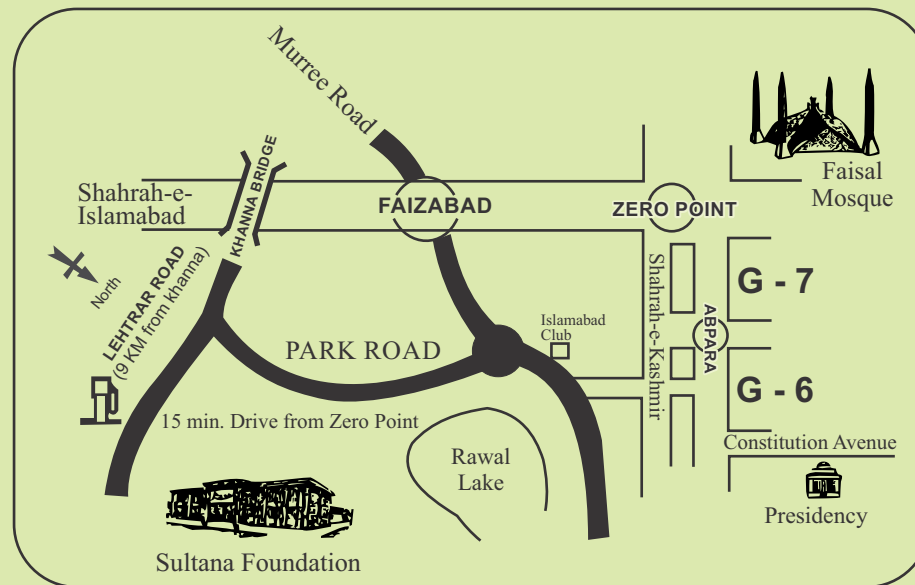 Murree Road
Faisal
Mosque
Shahrah-e-
Islamabad
KHANNA BRIDGE
FAIZABAD
ZERO POINT
North
LEHTRAR ROAD
(9 KM from khanna)
Shahrah-e-Kashmir
G - 7
ABPARA
Islamabad
Club
PARK ROAD
G - 6
15 min. Drive from Zero Point
Constitution Avenue
Rawal
Lake
Presidency
Sultana Foundation